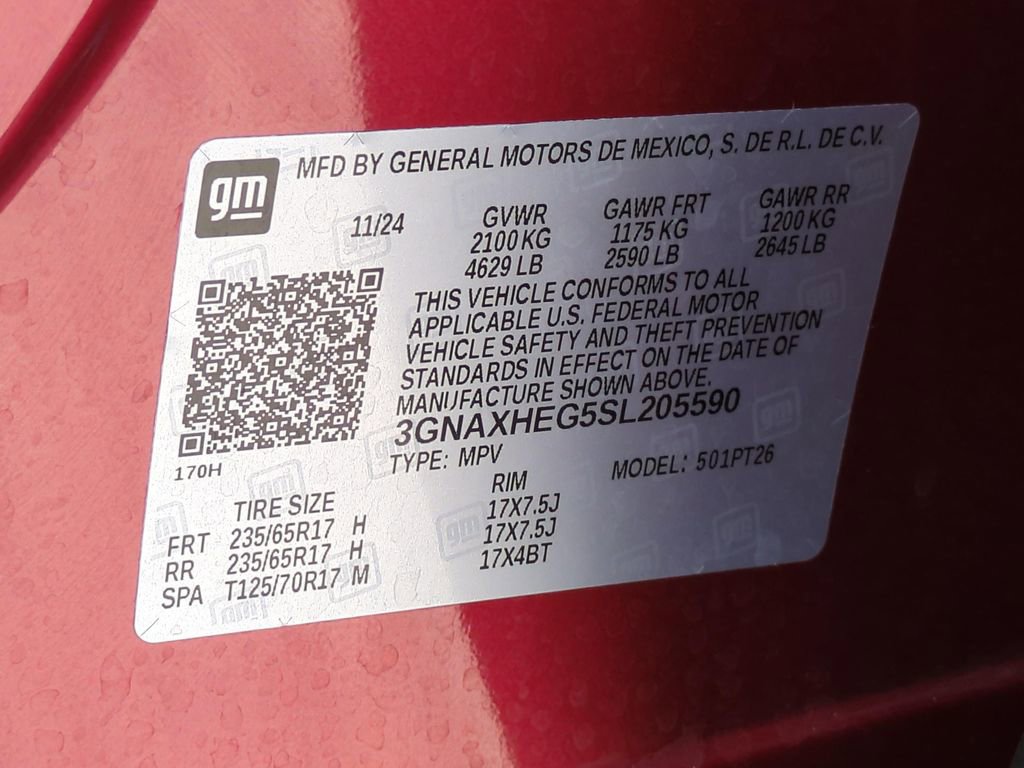 gm
MFD BY GENERAL MOTORS DE MEXICO, S. DE R.L. DE C.V.
11/24 GVWR GAWR FRT GAWR RR
2100 KG 1175 KG 1200 KG
4629 LB 2590 LB 2645 LB
THIS VEHICLE CONFORMS TO ALL
APPLICABLE U.S. FEDERAL MOTOR
VEHICLE SAFETY AND THEFT PREVENTION
STANDARDS IN EFFECT ON THE DATE OF
MANUFACTURE SHOWN ABOVE.
3GNAXHEG5SL205590
170H
TYPE: MPV MODEL: 501PT26
TIRE SIZE RIM
FRT 235/65R17 H 17X7.5J
RR 235/65R17 H 17X7.5J
SPA T125/70R17 M 17X4BT